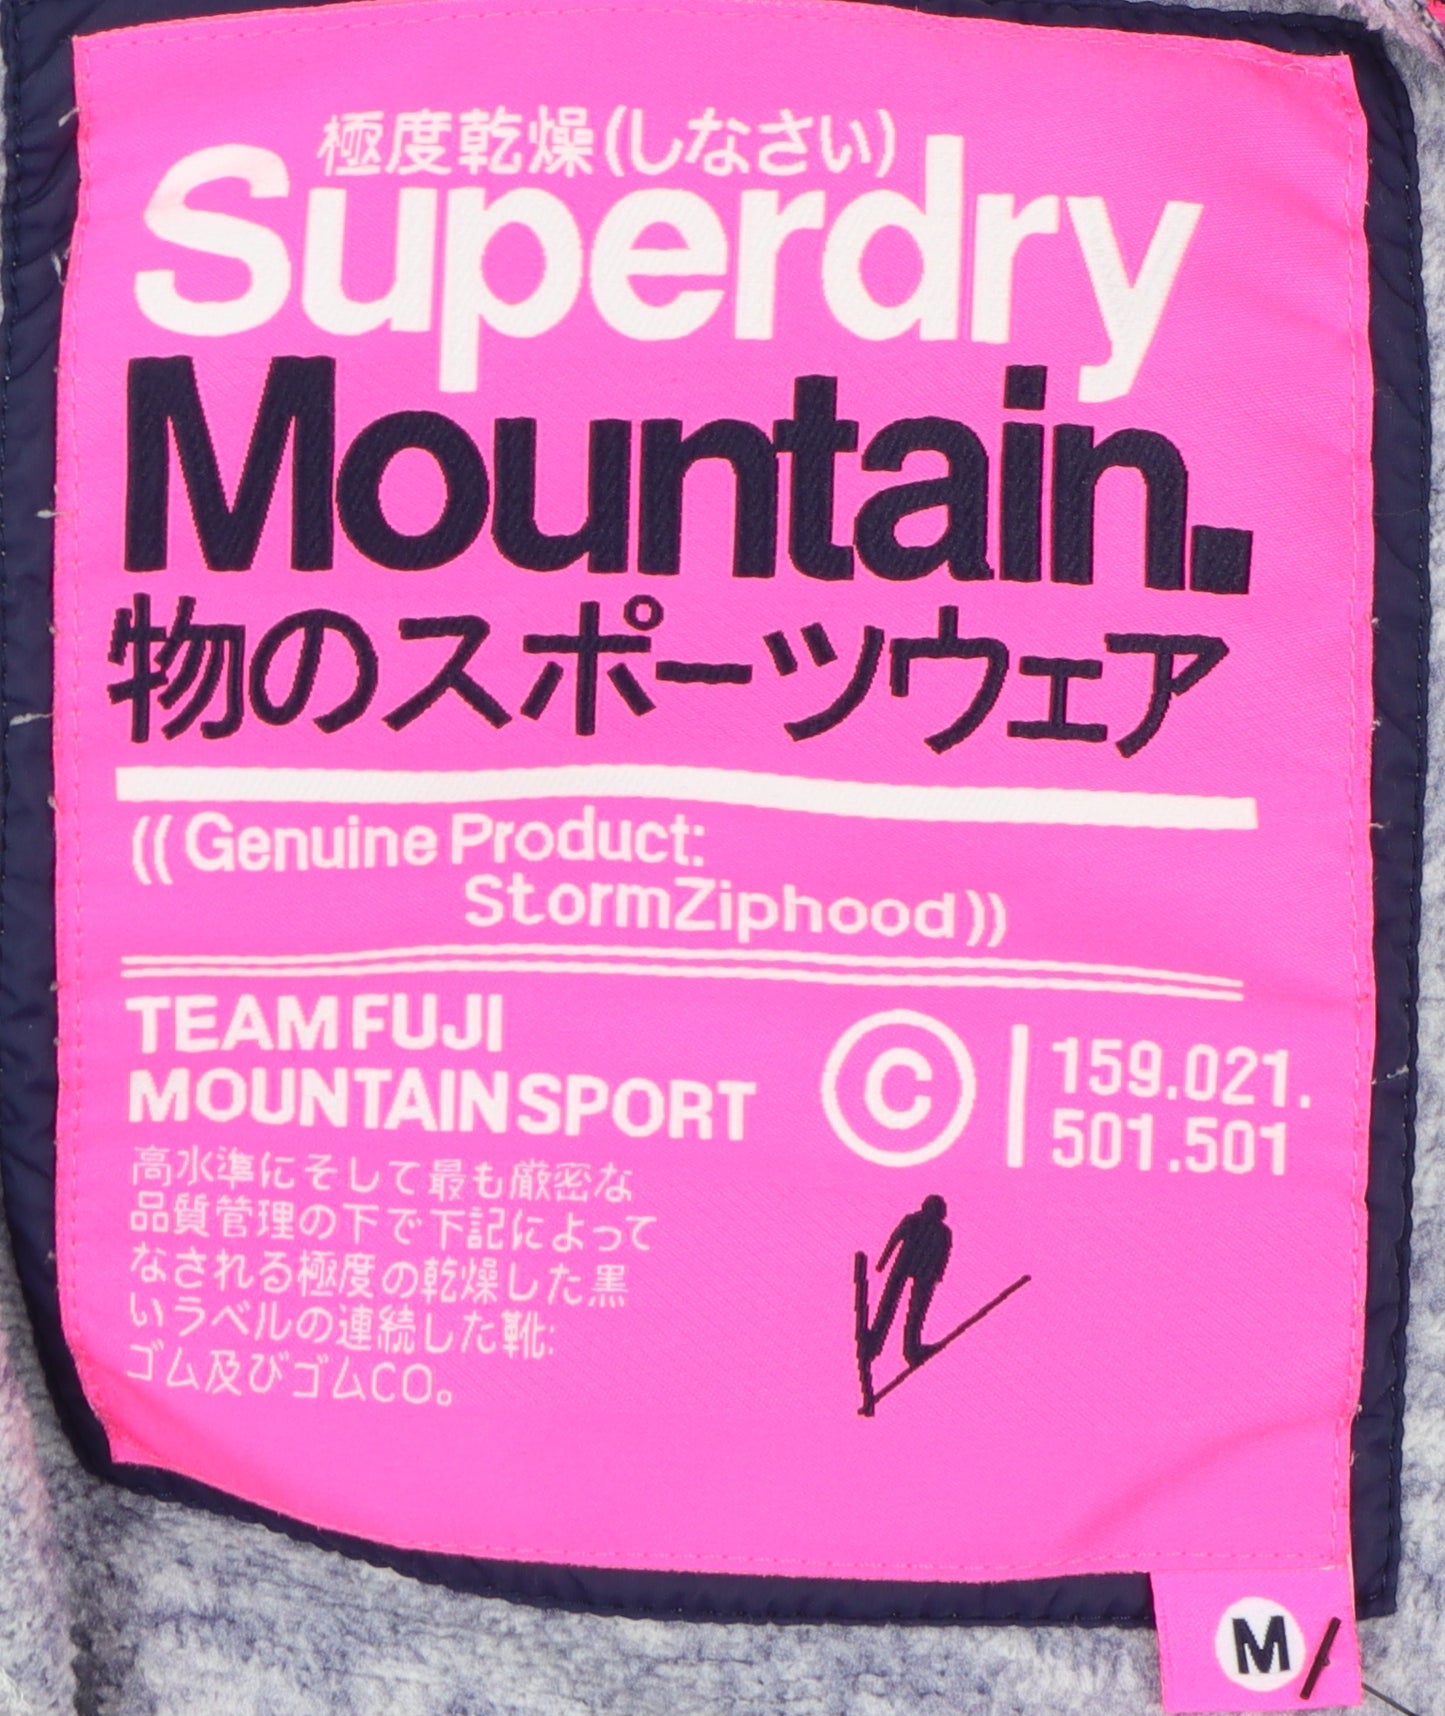 極度乾燥(しなさい)
Superdry
Mountain.
物のスポーツウェア
((Genuine Product:
StormZiphood))
TEAM FUJI
MOUNTAIN SPORT
© 159.021.
501.501
高水準にそして最も厳密な
品質管理の下で下記によって
なされる極度の乾燥した黒
いラベルの連続した靴:
ゴム及びゴムCO。
M